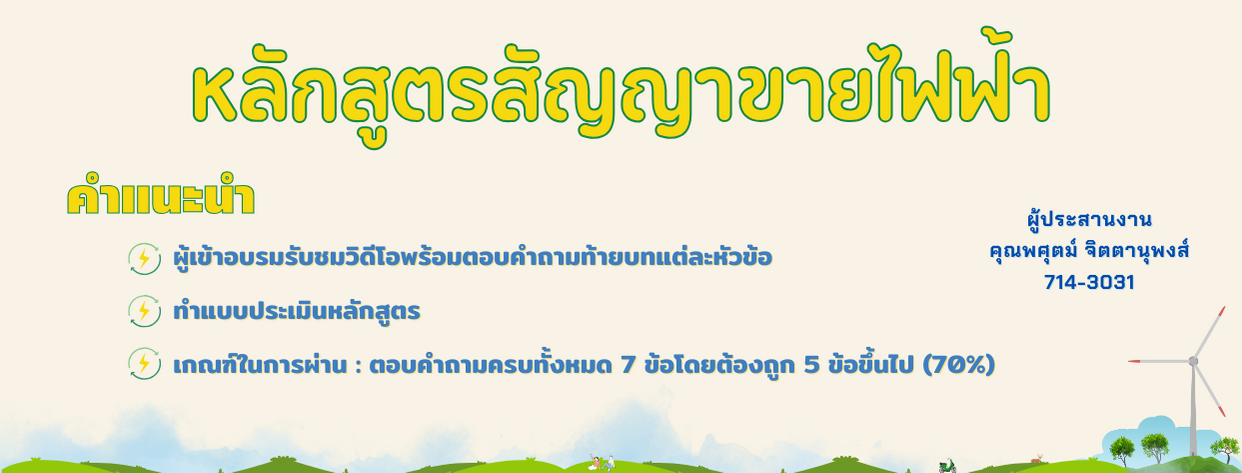 หลักสูตรสัญญาขายไฟฟ้า
คำแนะนำ
ผู้เข้าอบรมรับชมวิดีโอพร้อมตอบคำถามท้ายบทแต่ละหัวข้อ
ทำแบบประเมินหลักสูตร
เกณฑ์ในการผ่าน : ตอบคำถามครบทั้งหมด 7 ข้อโดยต้องถูก 5 ข้อขึ้นไป (70%)
ผู้ประสานงาน
คุณพศุตม์ จิตตานุพงส์
714-3031